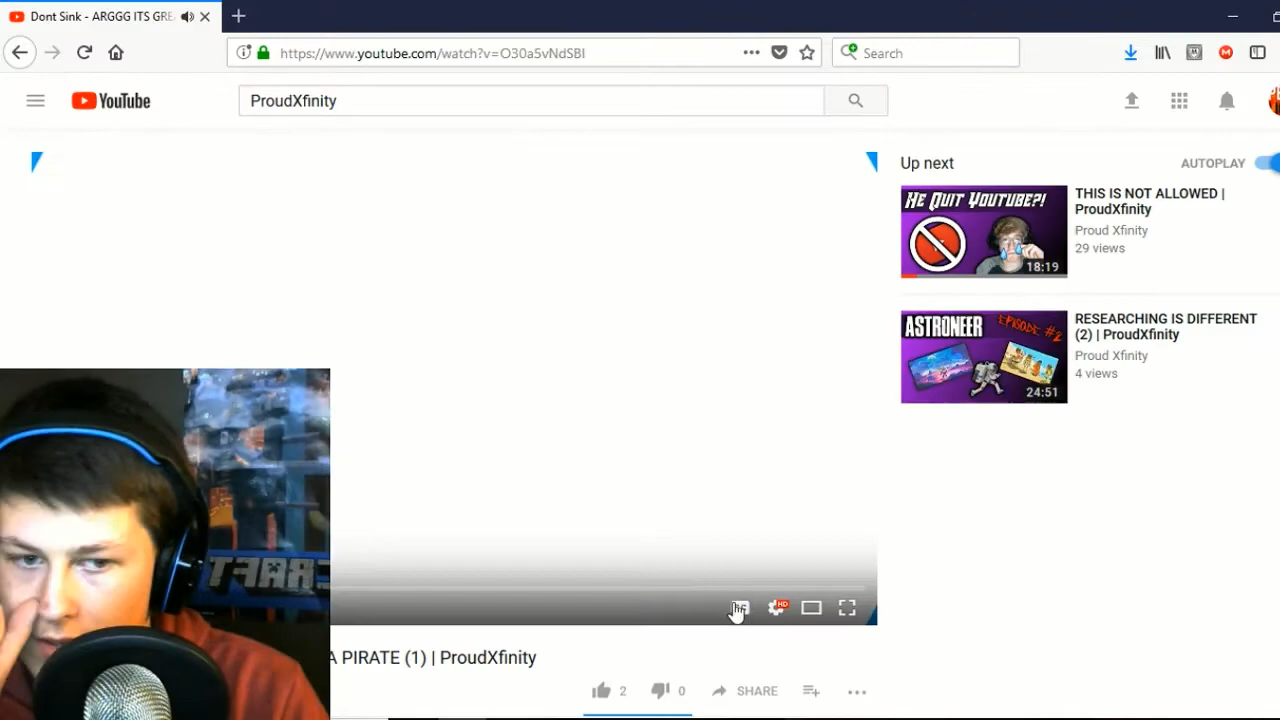 Dont Sink - ARGGG ITS GRE
https://www.youtube.com/watch?v=O30a5vNdSBI
Search
YouTube
ProudXfinity
Up next
AUTOPLAY
HE QUIT YOUTUBE?!
18:19
THIS IS NOT ALLOWED |
ProudXfinity
Proud Xfinity
29 views
ASTRONEER
EPISODE #2
24:51
RESEARCHING IS DIFFERENT
(2) | ProudXfinity
Proud Xfinity
4 views
CRAFT
HD
A PIRATE (1) | ProudXfinity
2
0
SHARE